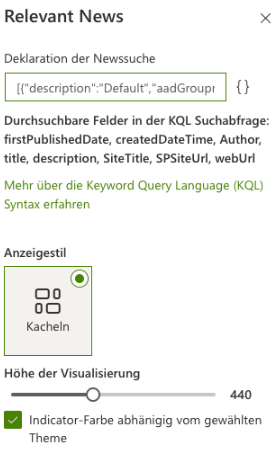 Relevant News
Deklaration der Newssuche
[{"description":"Default","aadGroupn
{}
Durchsuchbare Felder in der KQL Suchabfrage:
firstPublishedDate, createdDateTime, Author,
title, description, SiteTitle, SPSiteUrl, webUrl
Mehr über die Keyword Query Language (KQL)
Syntax erfahren
Anzeigestil
Kacheln
Höhe der Visualisierung
440
Indicator-Farbe abhänigig vom gewählten
Theme